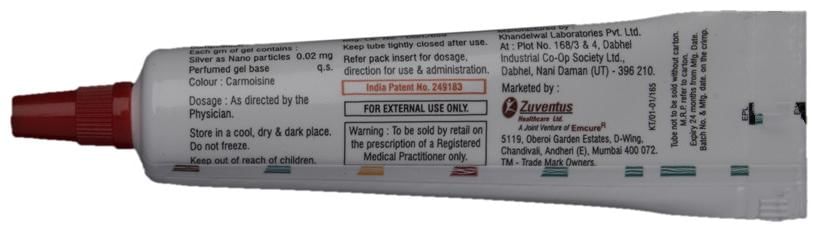 Each gm of gel contains :
Silver as Nano particles 0.02 mg
Perfumed gel base q.s.
Colour : Carmoisine
Dosage : As directed by the
Physician.
Store in a cool, dry & dark place.
Do not freeze.
Keep out of reach of children.
Keep tube tightly closed after use.
Refer pack insert for dosage,
direction for use & administration.
India Patent No. 249183
FOR EXTERNAL USE ONLY.
Warning : To be sold by retail on
the prescription of a Registered
Medical Practitioner only.
Manufactured by :
Khandelwal Laboratories Pvt. Ltd.
At : Plot No. 168/3 & 4, Dabhel
Industrial Co-Op Society Ltd.,
Dabhel, Nani Daman (UT) - 396 210.
Marketed by :
Zuventus
Healthcare Ltd.
A Joint Venture of EmcureR
5119, Oberoi Garden Estates, D-Wing,
Chandivali, Andheri (E), Mumbai 400 072.
TM - Trade Mark Owners.
KT/01-01/165
Tube not to be sold without carton.
M.R.P refer to carton.
Expiry 24 months from Mfg. Date.
Batch No. & Mfg. date. on the crimp.
EPL
EPL